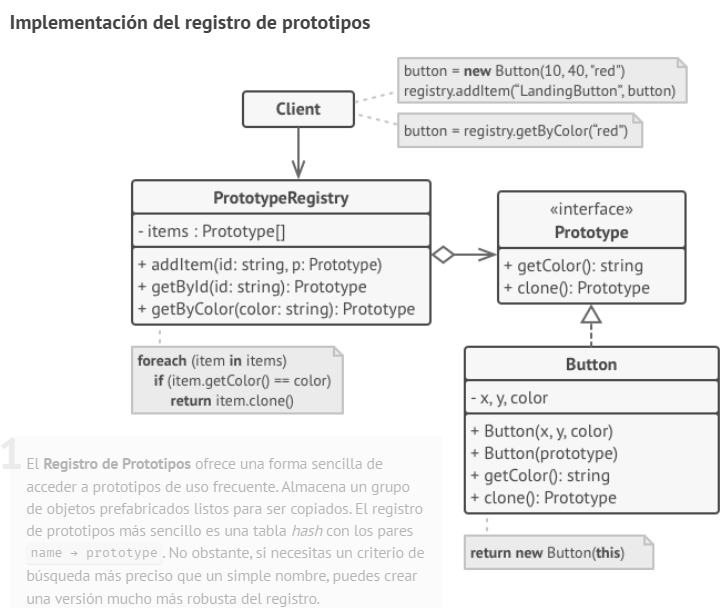 Implementación del registro de prototipos
button = new Button(10, 40, "red")
registry.addItem(“LandingButton”, button)
Client
button = registry.getByColor(“red”)
PrototypeRegistry
- items : Prototype[]
+ addItem(id: string, p: Prototype)
+ getById(id: string): Prototype
+ getByColor(color: string): Prototype
«interface»
Prototype
+ getColor(): string
+ clone(): Prototype
foreach (item in items)
if (item.getColor() == color)
return item.clone()
Button
- x, y, color
+ Button(x, y, color)
+ Button(prototype)
+ getColor(): string
+ clone(): Prototype
return new Button(this)
1
El Registro de Prototipos ofrece una forma sencilla de
acceder a prototipos de uso frecuente. Almacena un grupo
de objetos prefabricados listos para ser copiados. El registro
de prototipos más sencillo es una tabla hash con los pares
name → prototype. No obstante, si necesitas un criterio de
búsqueda más preciso que un simple nombre, puedes crear
una versión mucho más robusta del registro.